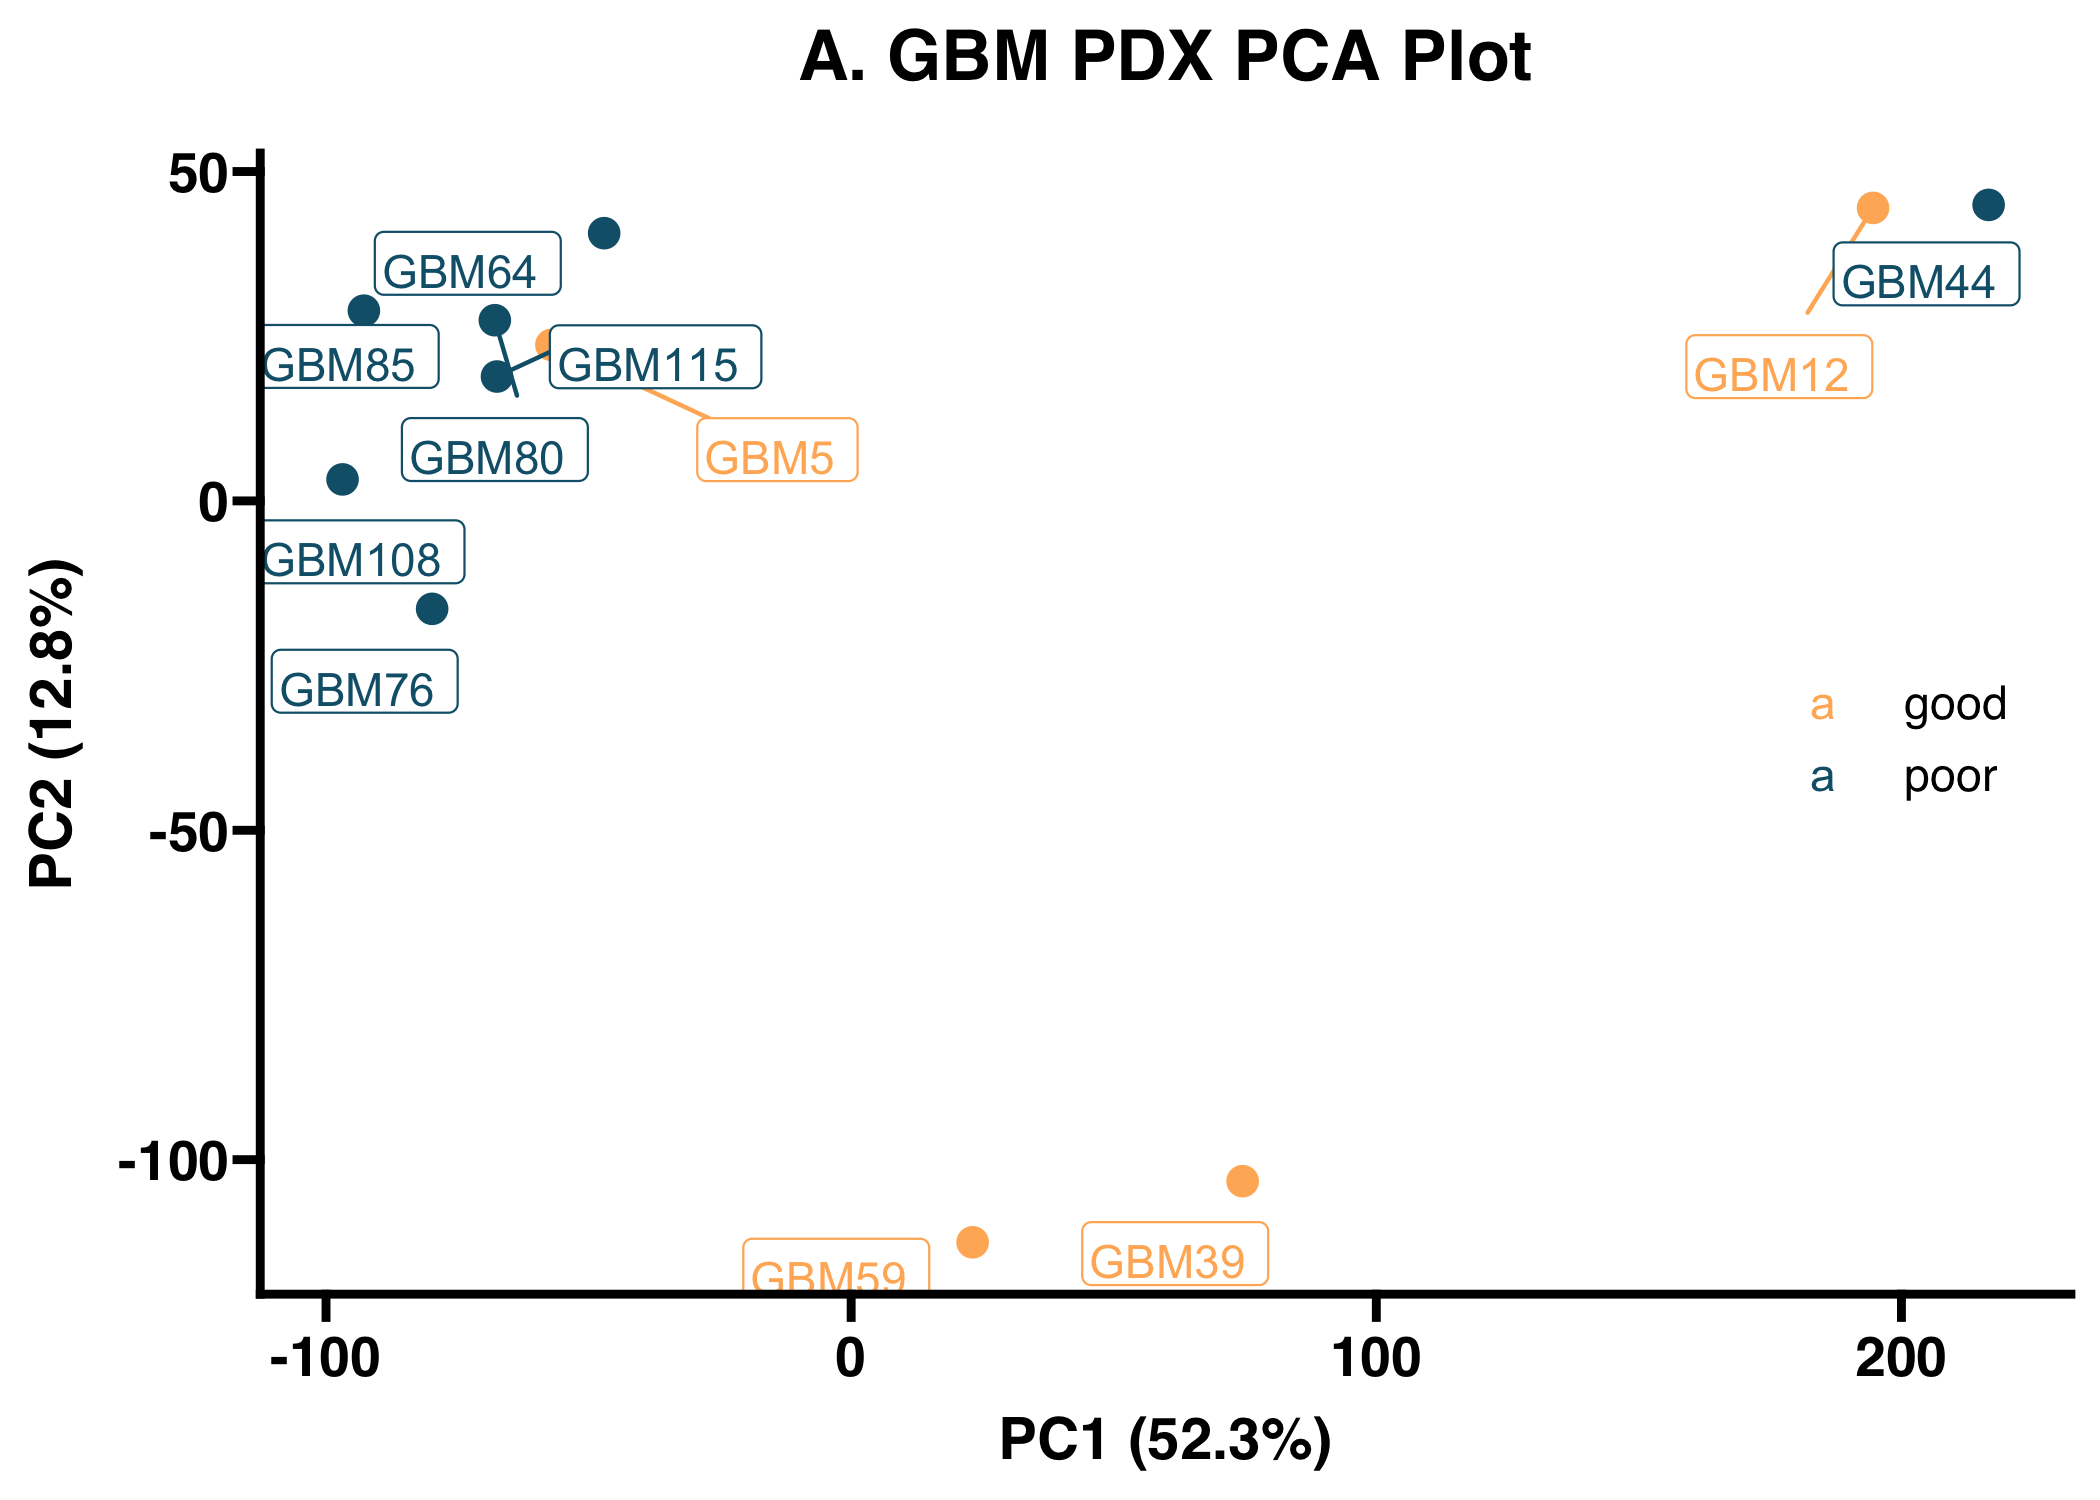 A. GBM PDX PCA Plot
50
0
-50
-100
PC2 (12.8%)
GBM64
GBM85
GBM115
GBM80
GBM5
GBM108
GBM76
GBM44
GBM12
a good
a poor
GBM59
GBM39
-100 0 100 200
PC1 (52.3%)